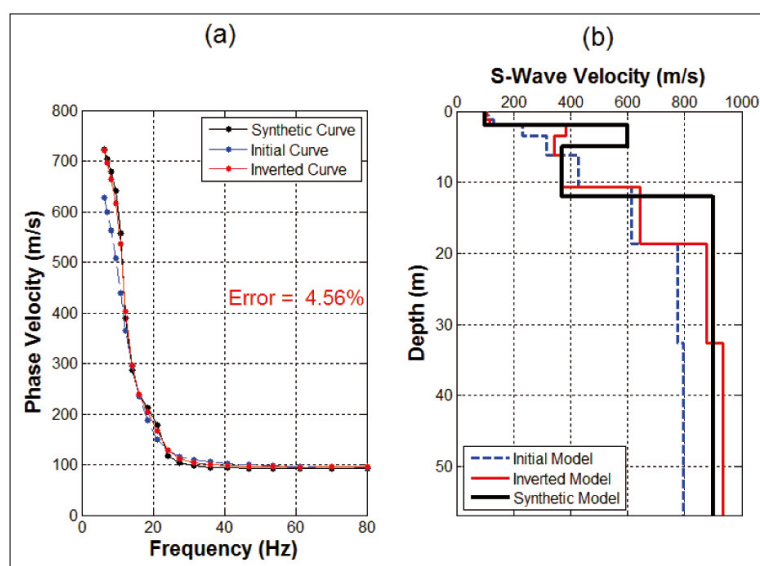 (a)
800
700
600
500
400
300
200
100
0
0
20
40
60
80
Phase Velocity (m/s)
Frequency (Hz)
Synthetic Curve
Initial Curve
Inverted Curve
Error = 4.56%
(b)
S-Wave Velocity (m/s)
0
200
400
600
800
1000
0
10
20
30
40
50
Depth (m)
Initial Model
Inverted Model
Synthetic Model